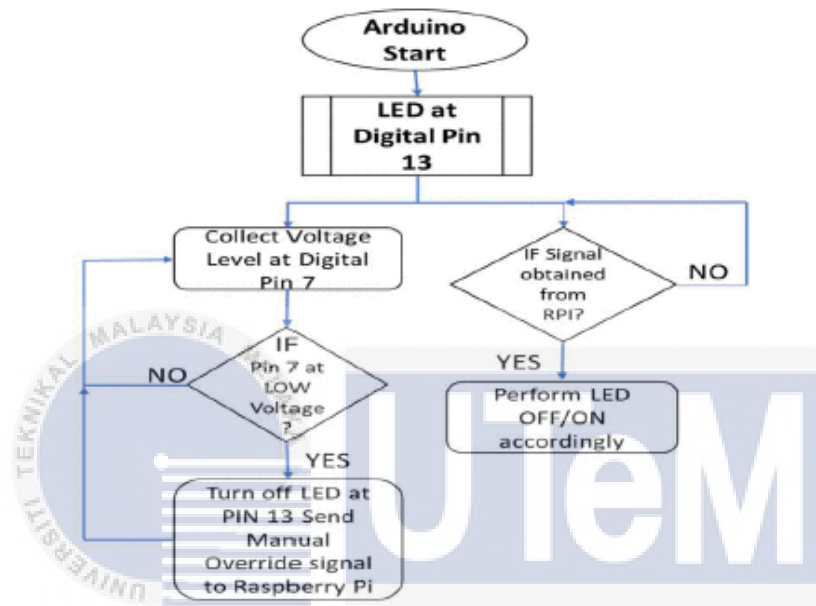 Arduino
Start
LED at
Digital Pin
13
Collect Voltage
Level at Digital
Pin 7
IF Signal
obtained
from
RPI?
NO
IF
Pin 7 at
LOW
Voltage
?
NO
YES
YES
Perform LED
OFF/ON
accordingly
Turn off LED at
PIN 13 Send
Manual
Override signal
to Raspberry Pi
UNIVERSITI TEKNIKAL MALAYSIA
UTeM